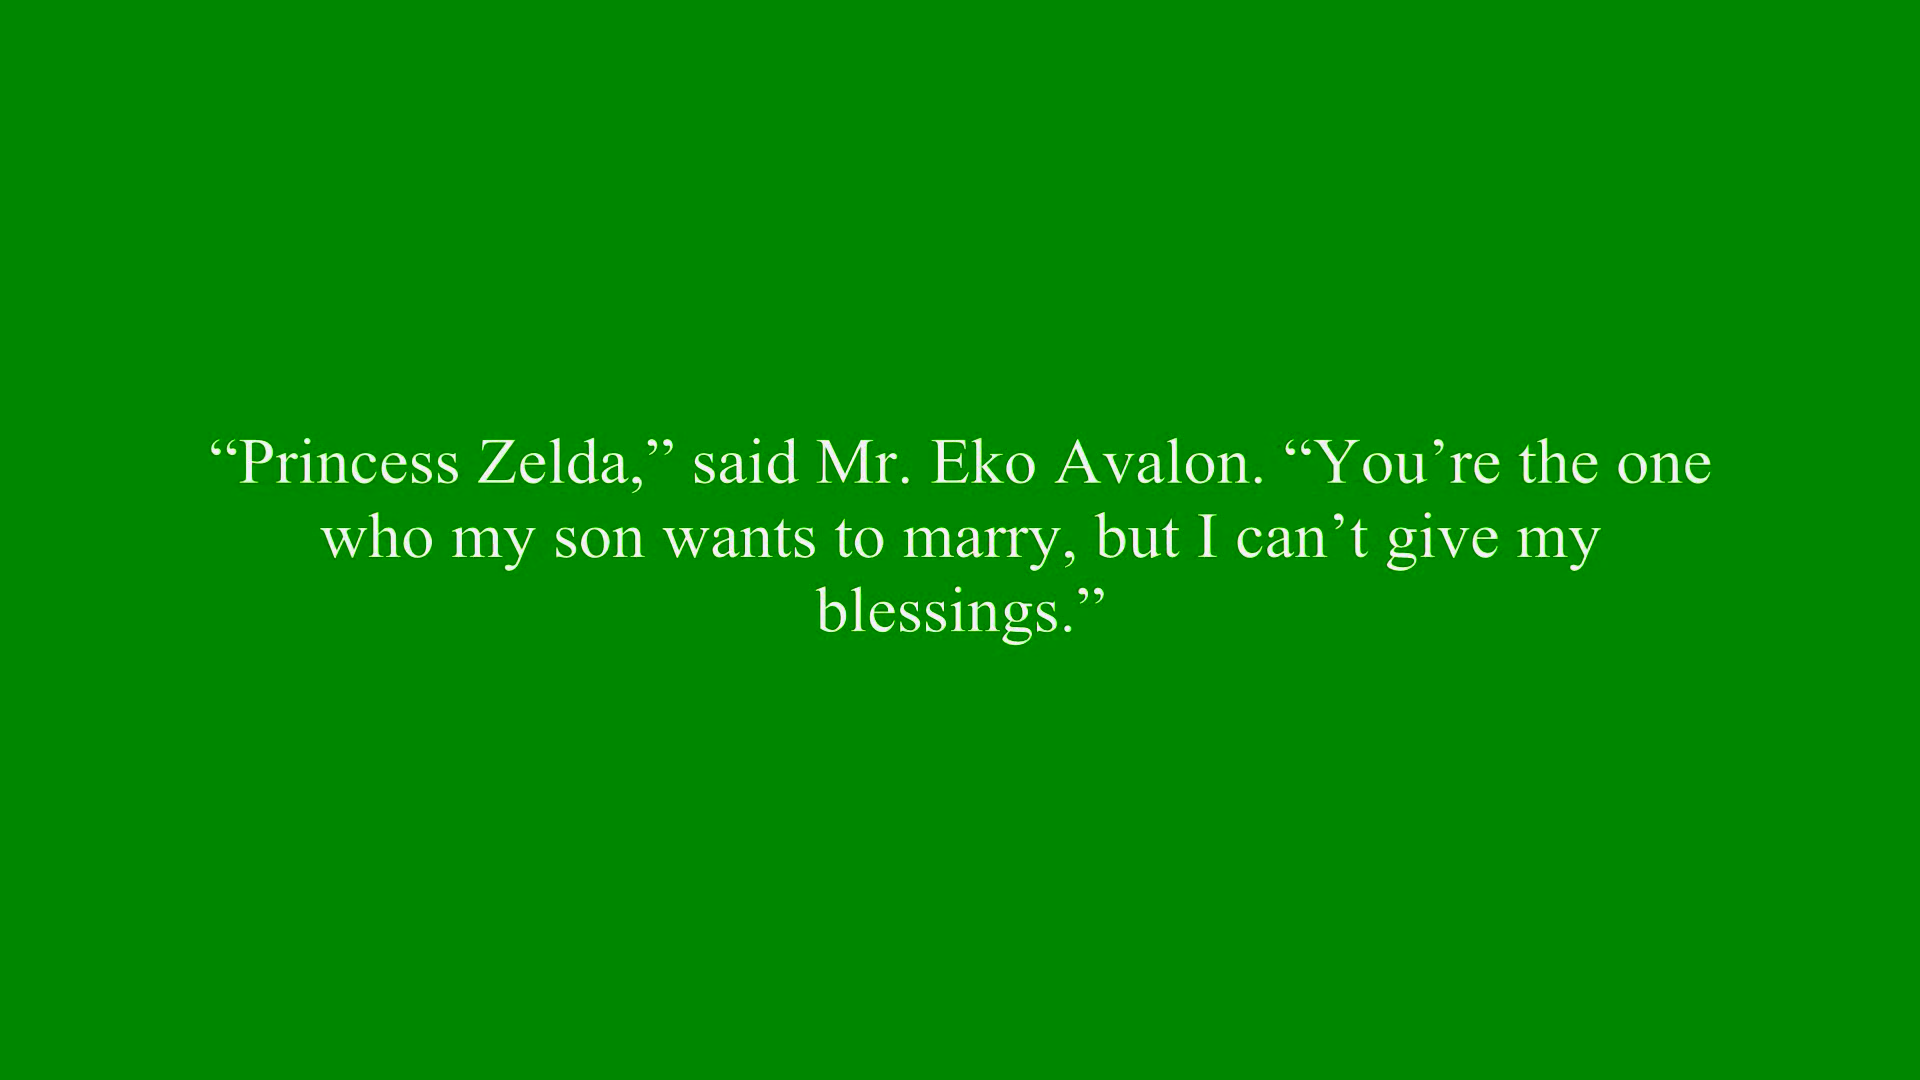 “Princess Zelda,” said Mr. Eko Avalon. “You’re the one
who my son wants to marry, but I can’t give my
blessings.”